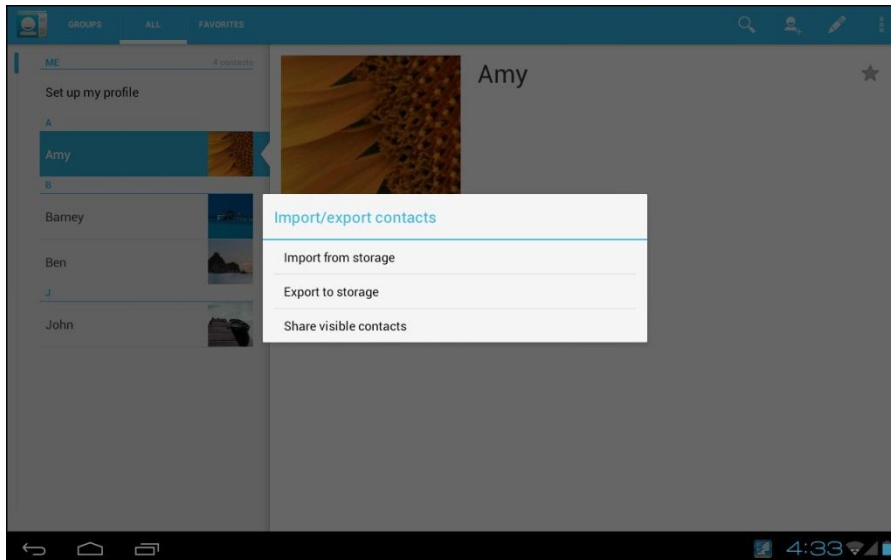 GROUPS ALL FAVORITES
ME 4 contacts
Set up my profile
A
Amy
B
Barney
Ben
J
John
Amy
Import/export contacts
Import from storage
Export to storage
Share visible contacts
4:33